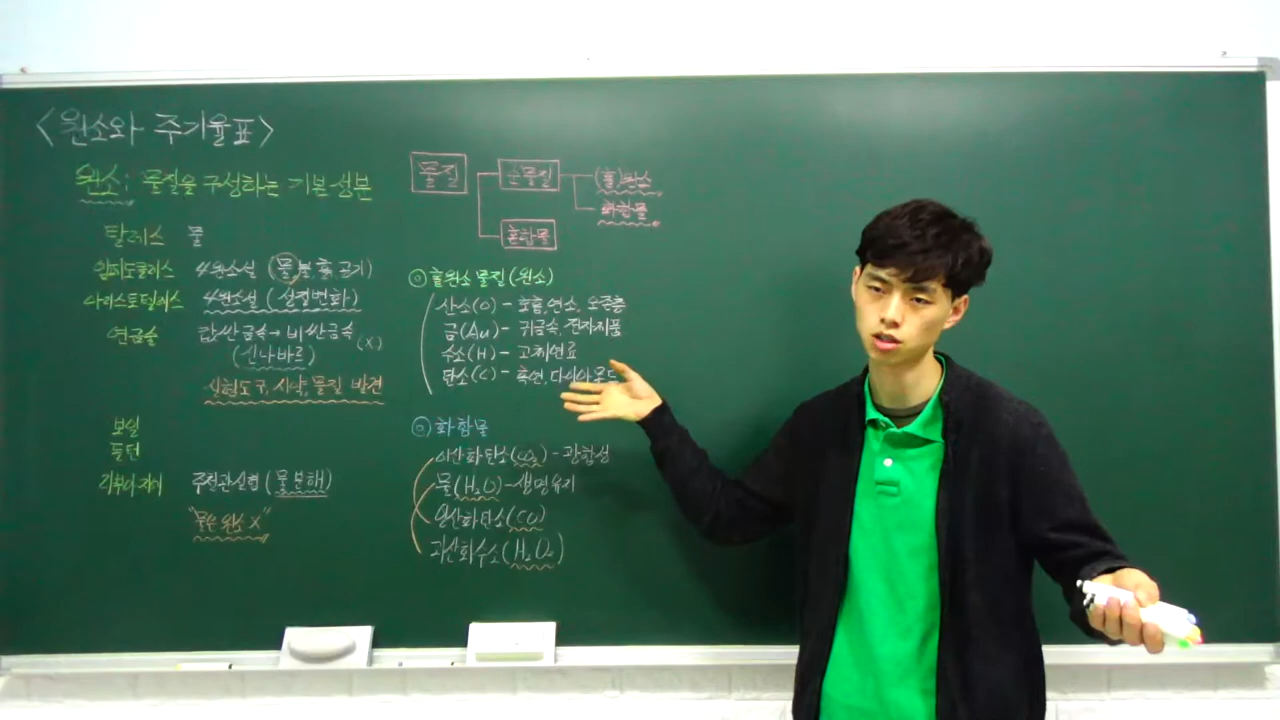 <원소와 주기율표>
원소: 물질을 구성하는 기본 성분
탈레스 물
엠페도클레스 4원소설 (물,불,흙,공기)
아리스토텔레스 4원소설 (성질변화)
연금술 값싼금속→비싼금속 (X)
(신나바르)
실험도구, 시약, 물질 발견
보일
돌턴
라부아지에 주철관실험 (물분해)
"물은 원소 X"
물질
순물질
(홑)원소
화합물
혼합물
⊙ 홑원소 물질 (원소)
산소(O) - 호흡, 연소, 오존층
금(Au) - 귀금속, 전자제품
수소(H) - 고체연료
탄소(C) - 흑연, 다이아몬드
⊙ 화합물
이산화탄소(CO₂) - 광합성
물(H₂O) - 생명유지
일산화탄소(CO)
과산화수소(H₂O₂)